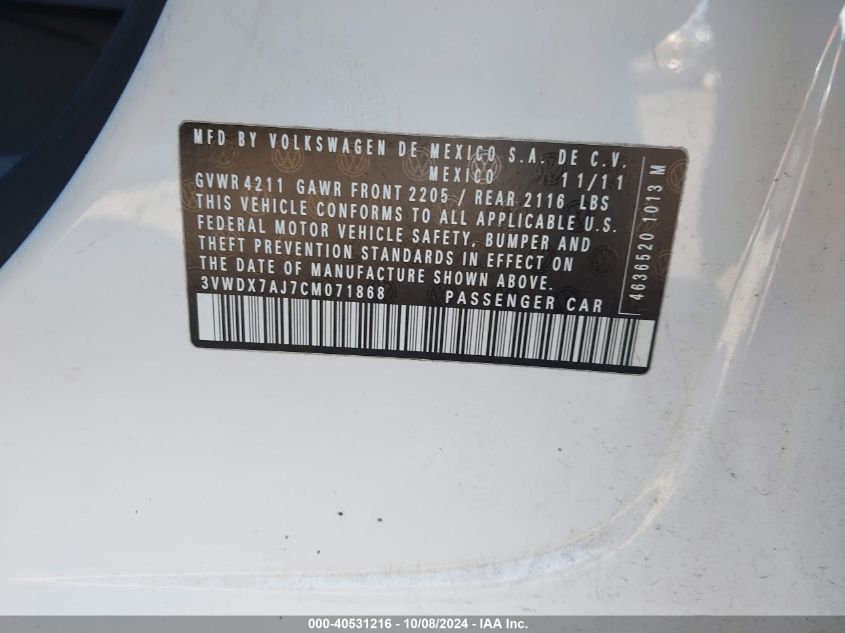 MFD BY VOLKSWAGEN DE MEXICO S.A. DE C.V.
MEXICO 11/11
GVWR 4211 GAWR FRONT 2205 / REAR 2116 LBS
THIS VEHICLE CONFORMS TO ALL APPLICABLE U.S.
FEDERAL MOTOR VEHICLE SAFETY, BUMPER AND
THEFT PREVENTION STANDARDS IN EFFECT ON
THE DATE OF MANUFACTURE SHOWN ABOVE.
3VWDX7AJ7CM071868 PASSENGER CAR
4636520 1013 M
000-40531216 - 10/08/2024 - IAA Inc.